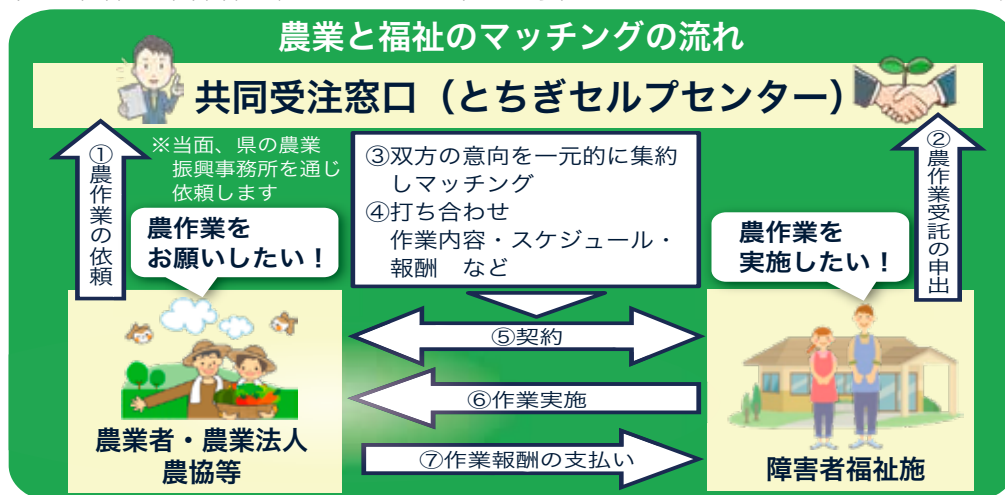 農業と福祉のマッチングの流れ
共同受注窓口（とちぎセルプセンター）
①農作業の依頼
※当面、県の農業
振興事務所を通じ
依頼します
③双方の意向を一元的に集約
しマッチング
④打ち合わせ
作業内容・スケジュール・
報酬　など
②農作業受託の申出
農作業を
お願いしたい！
農作業を
実施したい！
⑤契約
⑥作業実施
⑦作業報酬の支払い
農業者・農業法人
農協等
障害者福祉施